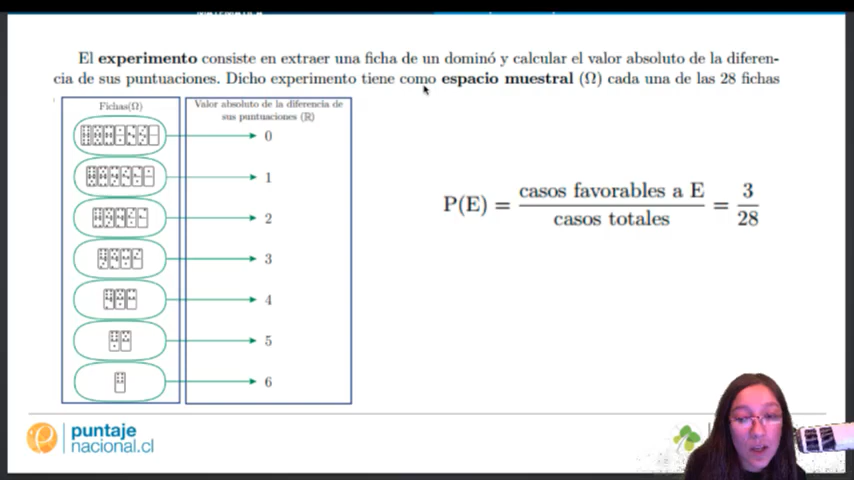 El experimento consiste en extraer una ficha de un dominó y calcular el valor absoluto de la diferen-
cia de sus puntuaciones. Dicho experimento tiene como espacio muestral (Ω) cada una de las 28 fichas
Fichas(Ω)
Valor absoluto de la diferencia de
sus puntuaciones (ℝ)
0
1
2
3
4
5
6
P(E) = casos favorables a E / casos totales = 3 / 28
puntaje
nacional.cl